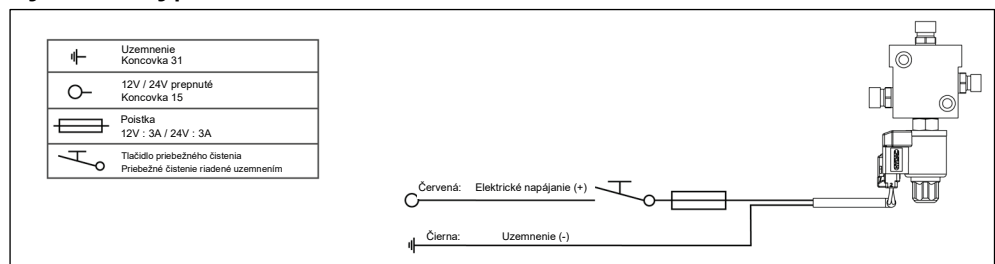 Uzemnenie
Koncovka 31
12V / 24V prepnuté
Koncovka 15
Poistka
12V : 3A / 24V : 3A
Tlačidlo priebežného čistenia
Priebežné čistenie riadené uzemnením
Červená: Elektrické napájanie (+)
Čierna: Uzemnenie (-)